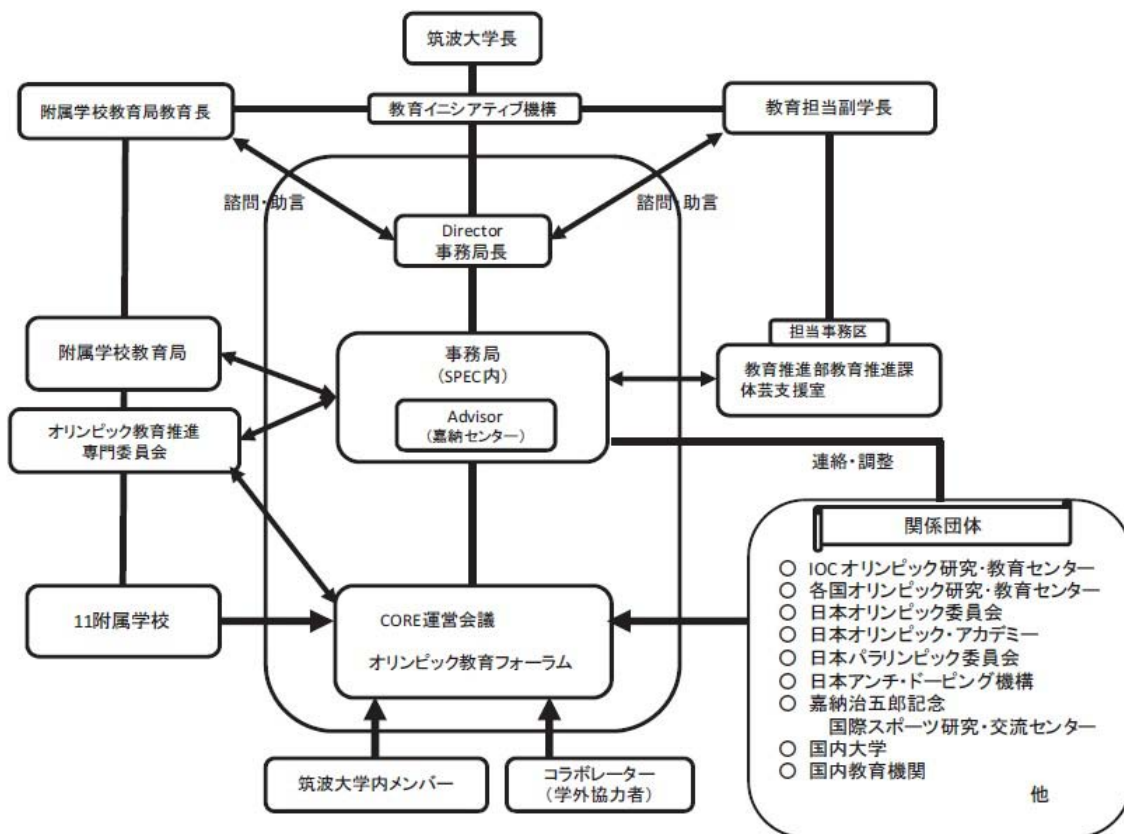 筑波大学長
附属学校教育局教育長
教育イニシアティブ機構
教育担当副学長
諮問・助言
諮問・助言
Director
事務局長
担当事務区
附属学校教育局
事務局
（SPEC内）
教育推進部教育推進課
体芸支援室
Advisor
（嘉納センター）
オリンピック教育推進
専門委員会
連絡・調整
関係団体
○ IOCオリンピック研究・教育センター
○ 各国オリンピック研究・教育センター
○ 日本オリンピック委員会
○ 日本オリンピック・アカデミー
○ 日本パラリンピック委員会
○ 日本アンチ・ドーピング機構
○ 嘉納治五郎記念
国際スポーツ研究・交流センター
○ 国内大学
○ 国内教育機関
他
11附属学校
CORE運営会議
オリンピック教育フォーラム
筑波大学内メンバー
コラボレーター
（学外協力者）